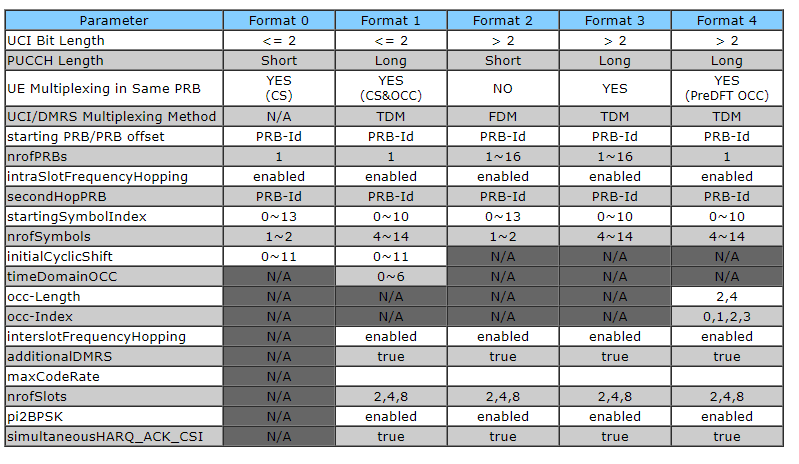 Parameter Format 0 Format 1 Format 2 Format 3 Format 4
UCI Bit Length <= 2 <= 2 > 2 > 2 > 2
PUCCH Length Short Long Short Long Long
UE Multiplexing in Same PRB YES (CS) YES (CS&OCC) NO YES YES (PreDFT OCC)
UCI/DMRS Multiplexing Method N/A TDM FDM TDM TDM
starting PRB/PRB offset PRB-Id PRB-Id PRB-Id PRB-Id PRB-Id
nrofPRBs 1 1 1~16 1~16 1
intraSlotFrequencyHopping enabled enabled enabled enabled enabled
secondHopPRB PRB-Id PRB-Id PRB-Id PRB-Id PRB-Id
startingSymbolIndex 0~13 0~10 0~13 0~10 0~10
nrofSymbols 1~2 4~14 1~2 4~14 4~14
initialCyclicShift 0~11 0~11 N/A N/A N/A
timeDomainOCC N/A 0~6 N/A N/A N/A
occ-Length N/A N/A N/A N/A 2,4
occ-Index N/A N/A N/A N/A 0,1,2,3
interslotFrequencyHopping N/A enabled enabled enabled enabled
additionalDMRS N/A true true true true
maxCodeRate N/A
nrofSlots N/A 2,4,8 2,4,8 2,4,8 2,4,8
pi2BPSK N/A enabled enabled enabled enabled
simultaneousHARQ_ACK_CSI N/A true true true true